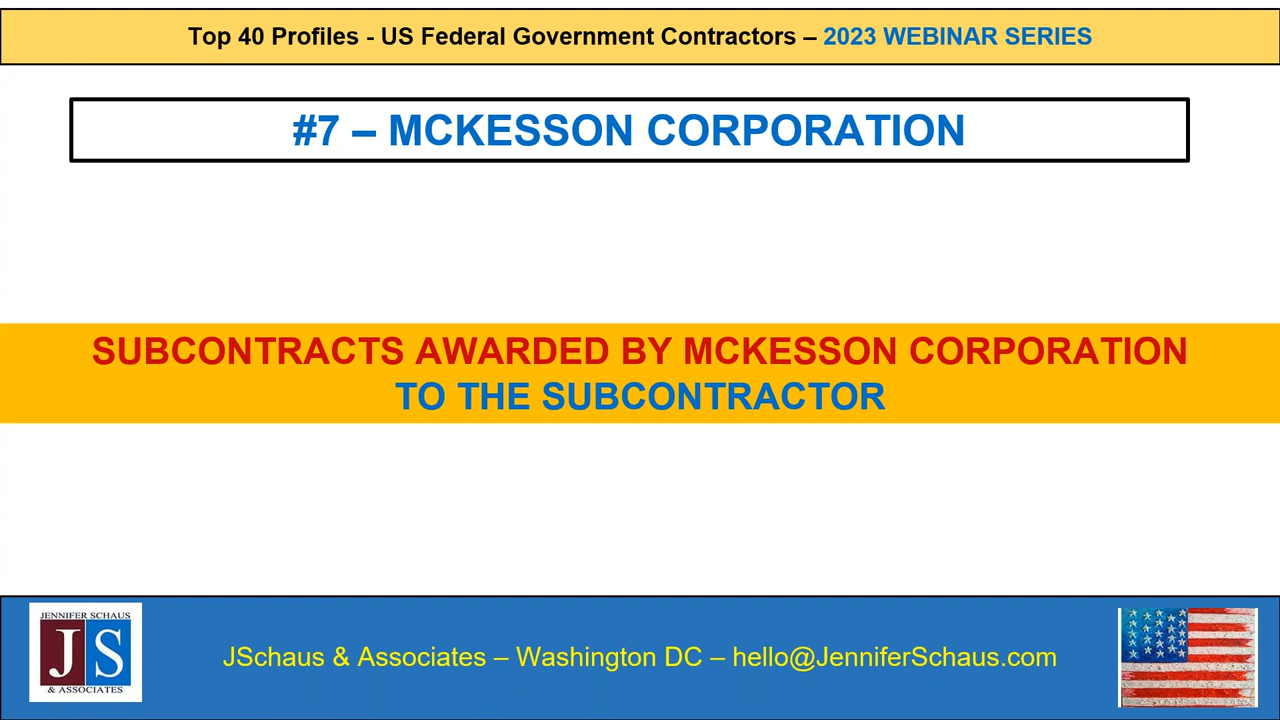 Top 40 Profiles - US Federal Government Contractors – 2023 WEBINAR SERIES
#7 – MCKESSON CORPORATION
SUBCONTRACTS AWARDED BY MCKESSON CORPORATION
TO THE SUBCONTRACTOR
JENNIFER SCHAUS
JS
& ASSOCIATES
JSchaus & Associates – Washington DC – hello@JenniferSchaus.com